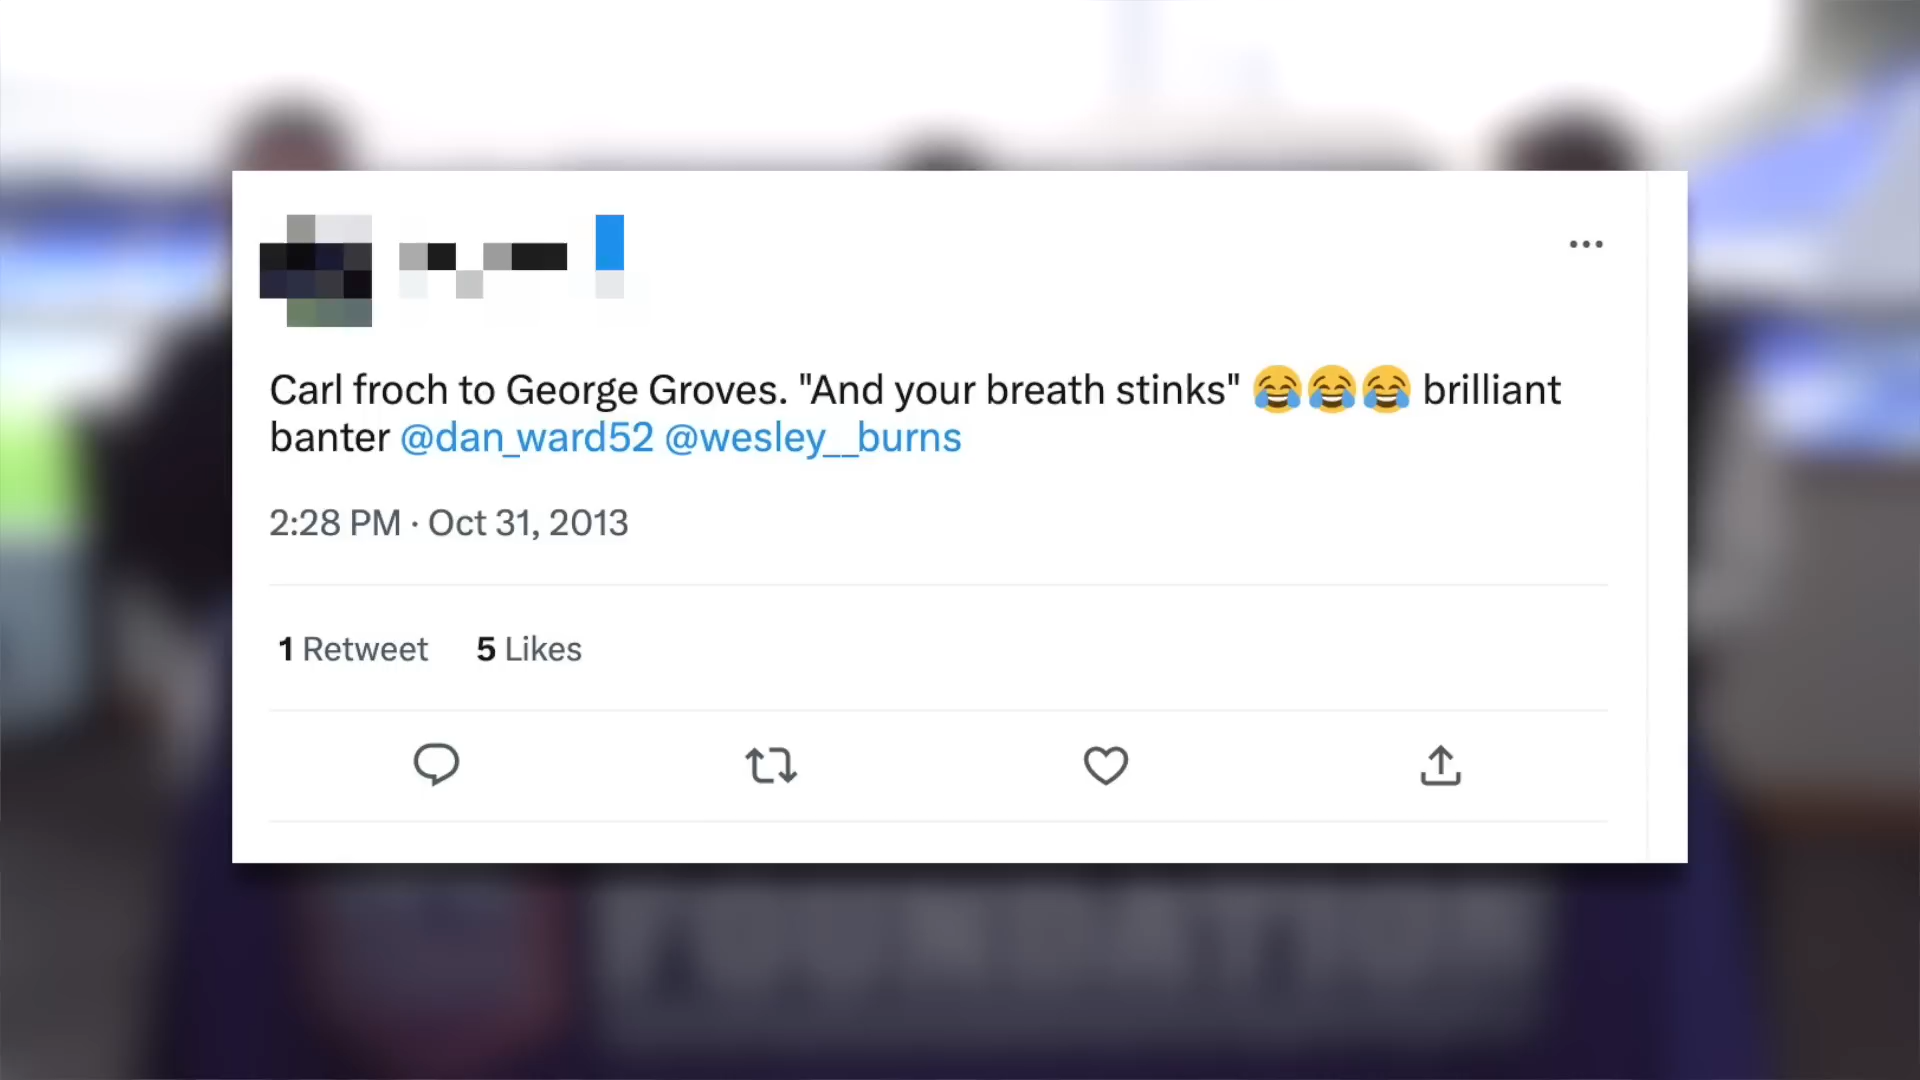 Carl froch to George Groves. "And your breath stinks" 😂😂😂 brilliant
banter @dan_ward52 @wesley__burns
2:28 PM · Oct 31, 2013
1 Retweet 5 Likes
FOUNDATION